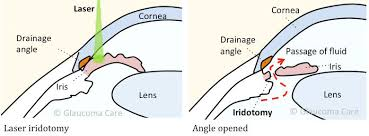 Laser
Cornea
Drainage
angle
Iris
Lens
© Glaucoma Care
Laser iridotomy
Cornea
Drainage
angle
Passage of fluid
Iris
Lens
Iridotomy
© Glaucoma Care
Angle opened